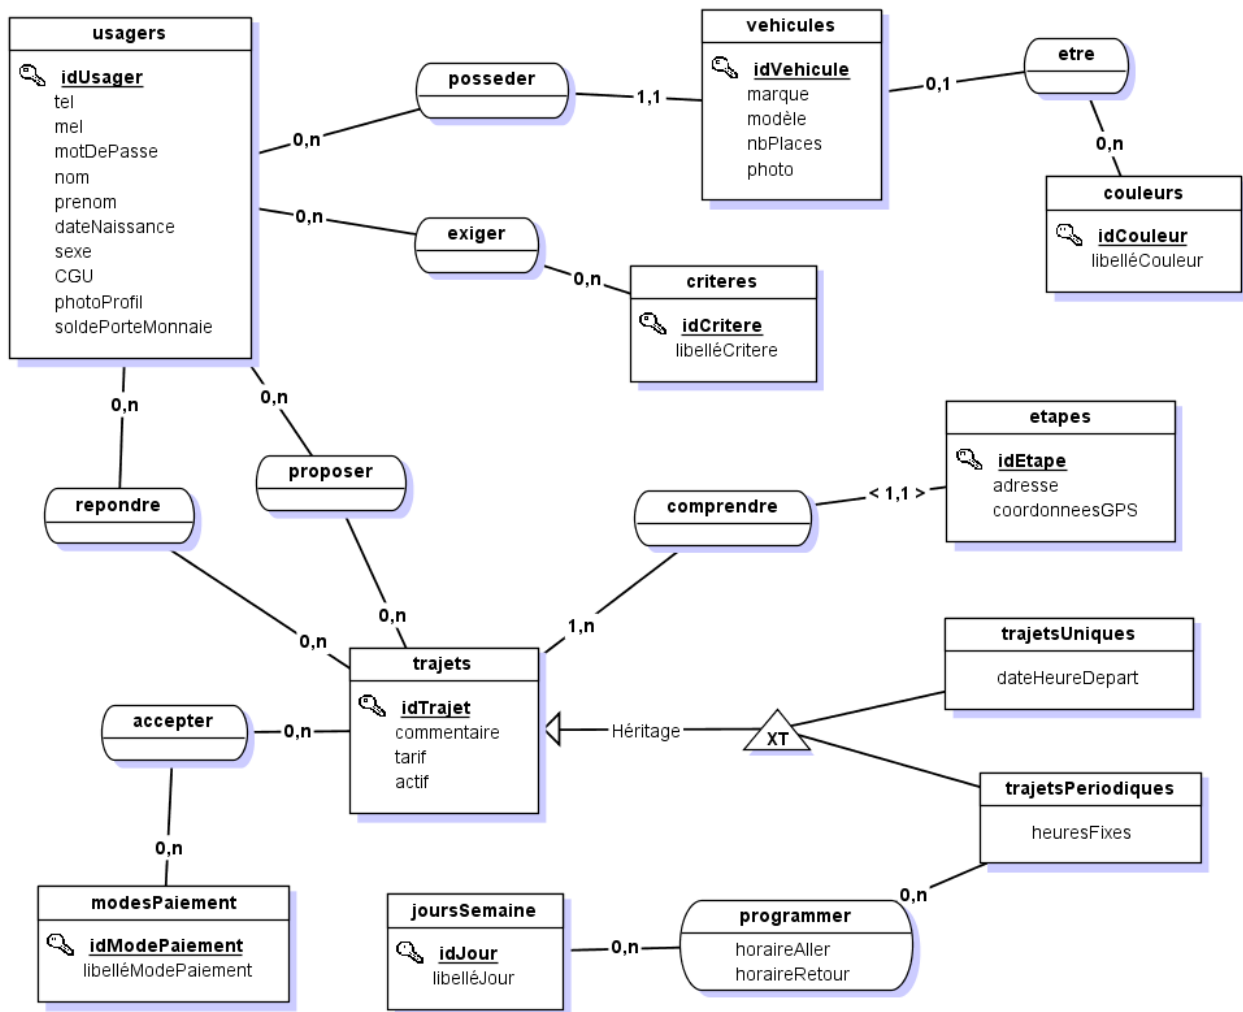 usagers
idUsager
tel
mel
motDePasse
nom
prenom
dateNaissance
sexe
CGU
photoProfil
soldePorteMonnaie
posseder
0,n
1,1
vehicules
idVehicule
marque
modèle
nbPlaces
photo
0,1
etre
0,n
couleurs
idCouleur
libelléCouleur
0,n
exiger
0,n
criteres
idCritere
libelléCritere
0,n
repondre
0,n
0,n
proposer
0,n
comprendre
< 1,1 >
1,n
etapes
idEtape
adresse
coordonneesGPS
trajets
idTrajet
commentaire
tarif
actif
Héritage
XT
trajetsUniques
dateHeureDepart
trajetsPeriodiques
heuresFixes
accepter
0,n
0,n
modesPaiement
idModePaiement
libelléModePaiement
joursSemaine
idJour
libelléJour
0,n
programmer
horaireAller
horaireRetour
0,n